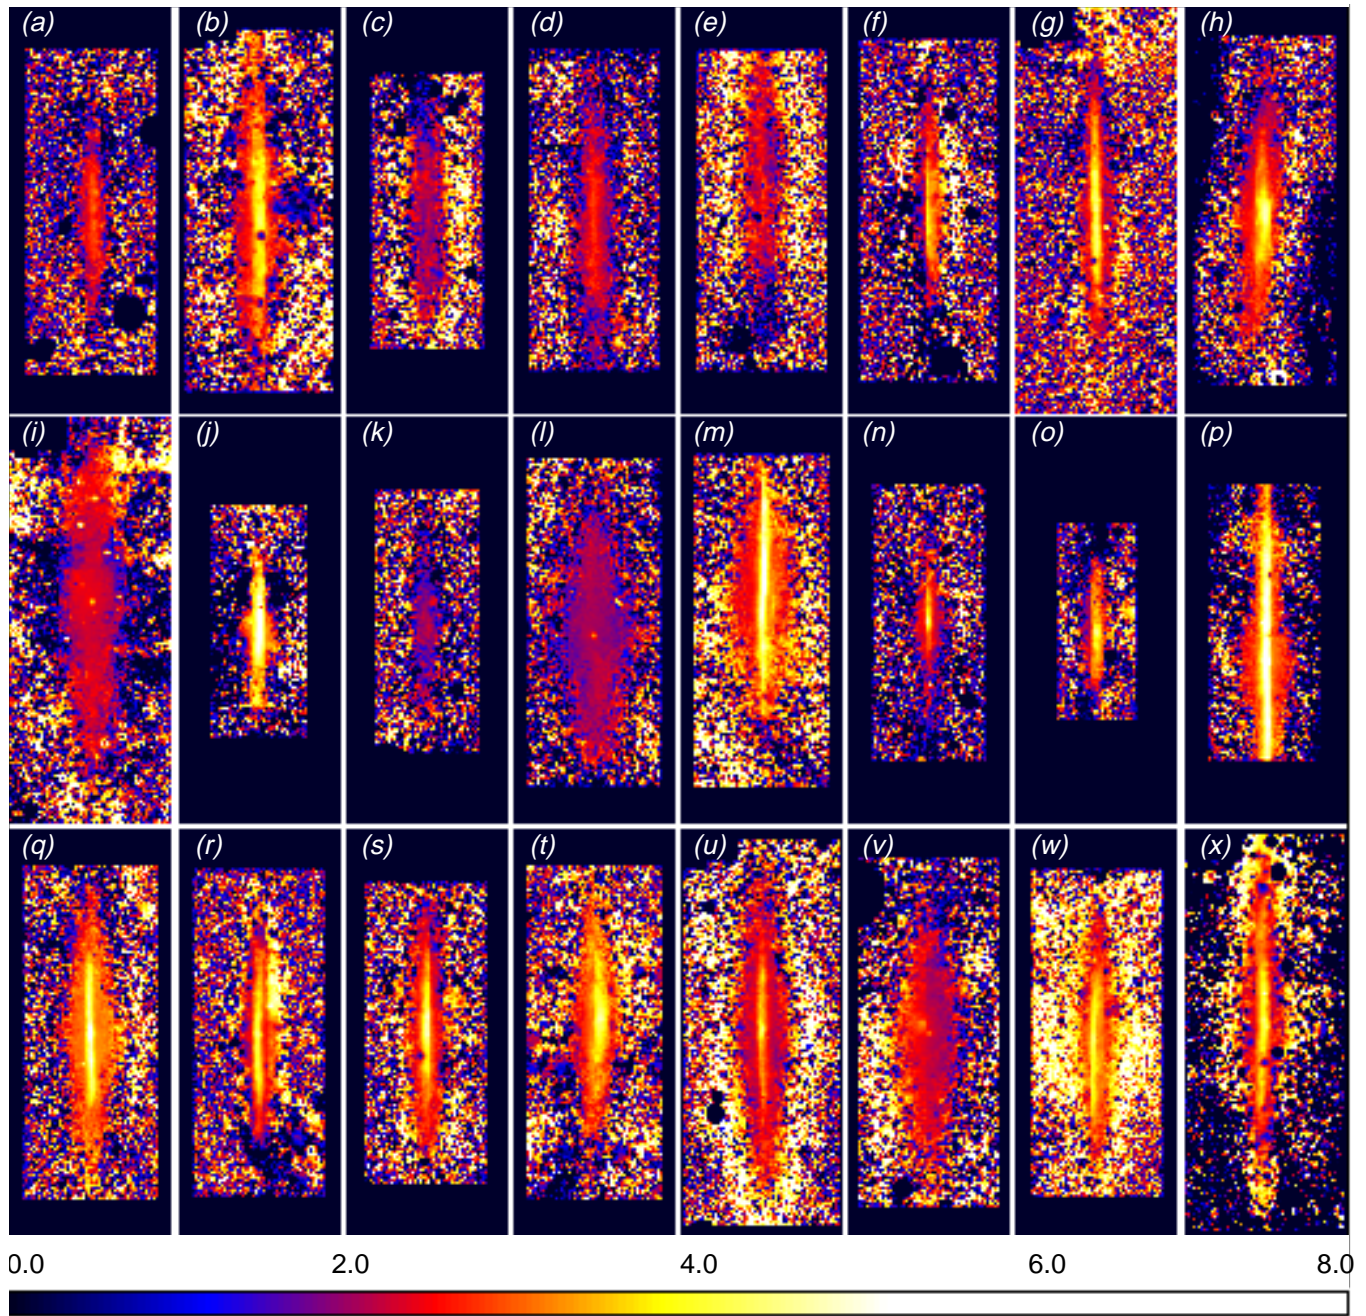 (a) (b) (c) (d) (e) (f) (g) (h)
(i) (j) (k) (l) (m) (n) (o) (p)
(q) (r) (s) (t) (u) (v) (w) (x)
0.0 2.0 4.0 6.0 8.0